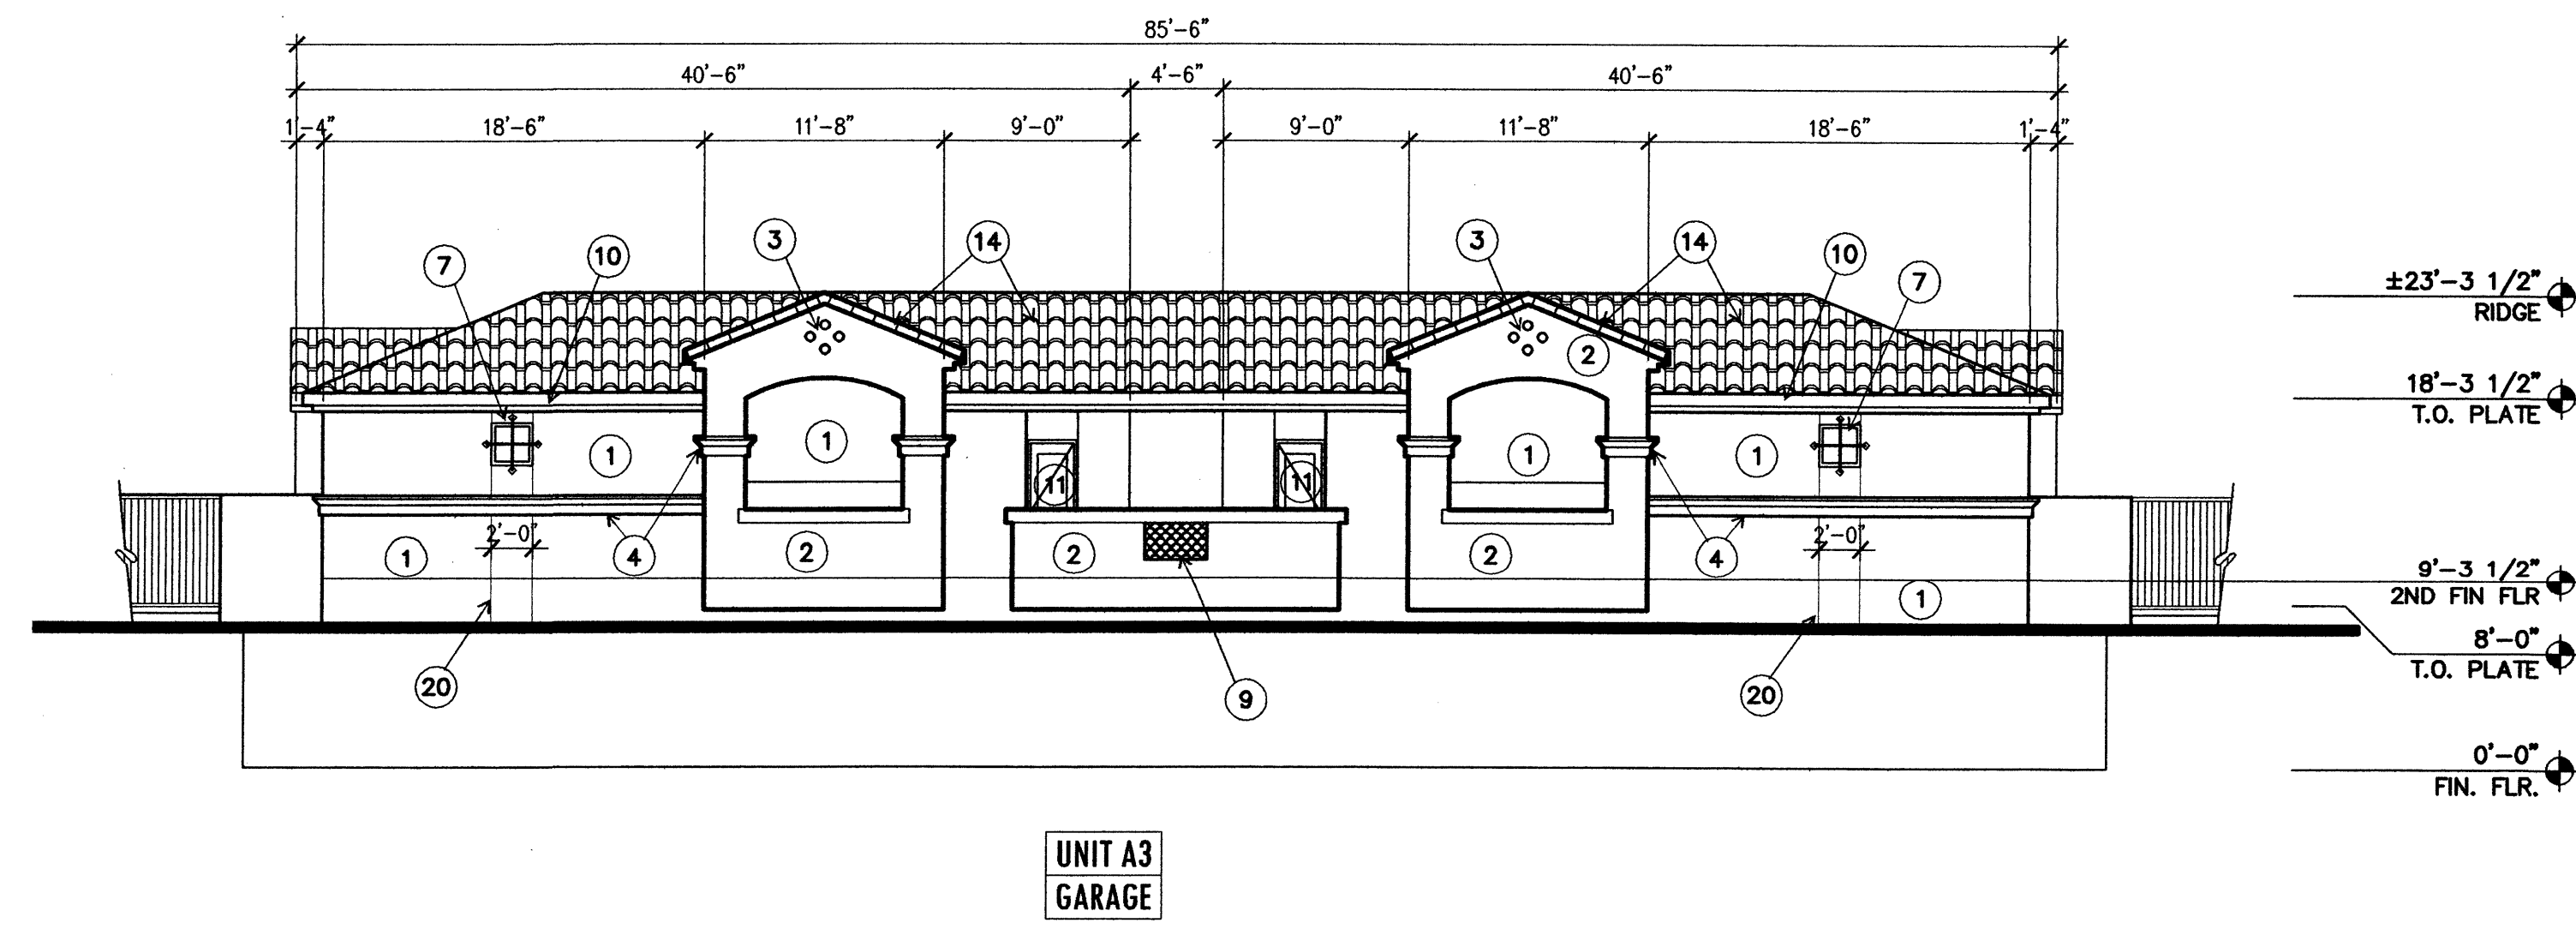 85'-6"
40'-6" 4'-6" 40'-6"
1'-4" 18'-6" 11'-8" 9'-0" 9'-0" 11'-8" 18'-6" 1'-4"
7 10 3 14 3 14 10 7
±23'-3 1/2"
RIDGE
2
18'-3 1/2"
T.O. PLATE
1 1 11 11 1 1
2'-0" 2'-0"
1 4 2 2 2 4 1
9'-3 1/2"
2ND FIN FLR
8'-0"
T.O. PLATE
20 9 20
0'-0"
FIN. FLR.
UNIT A3
GARAGE